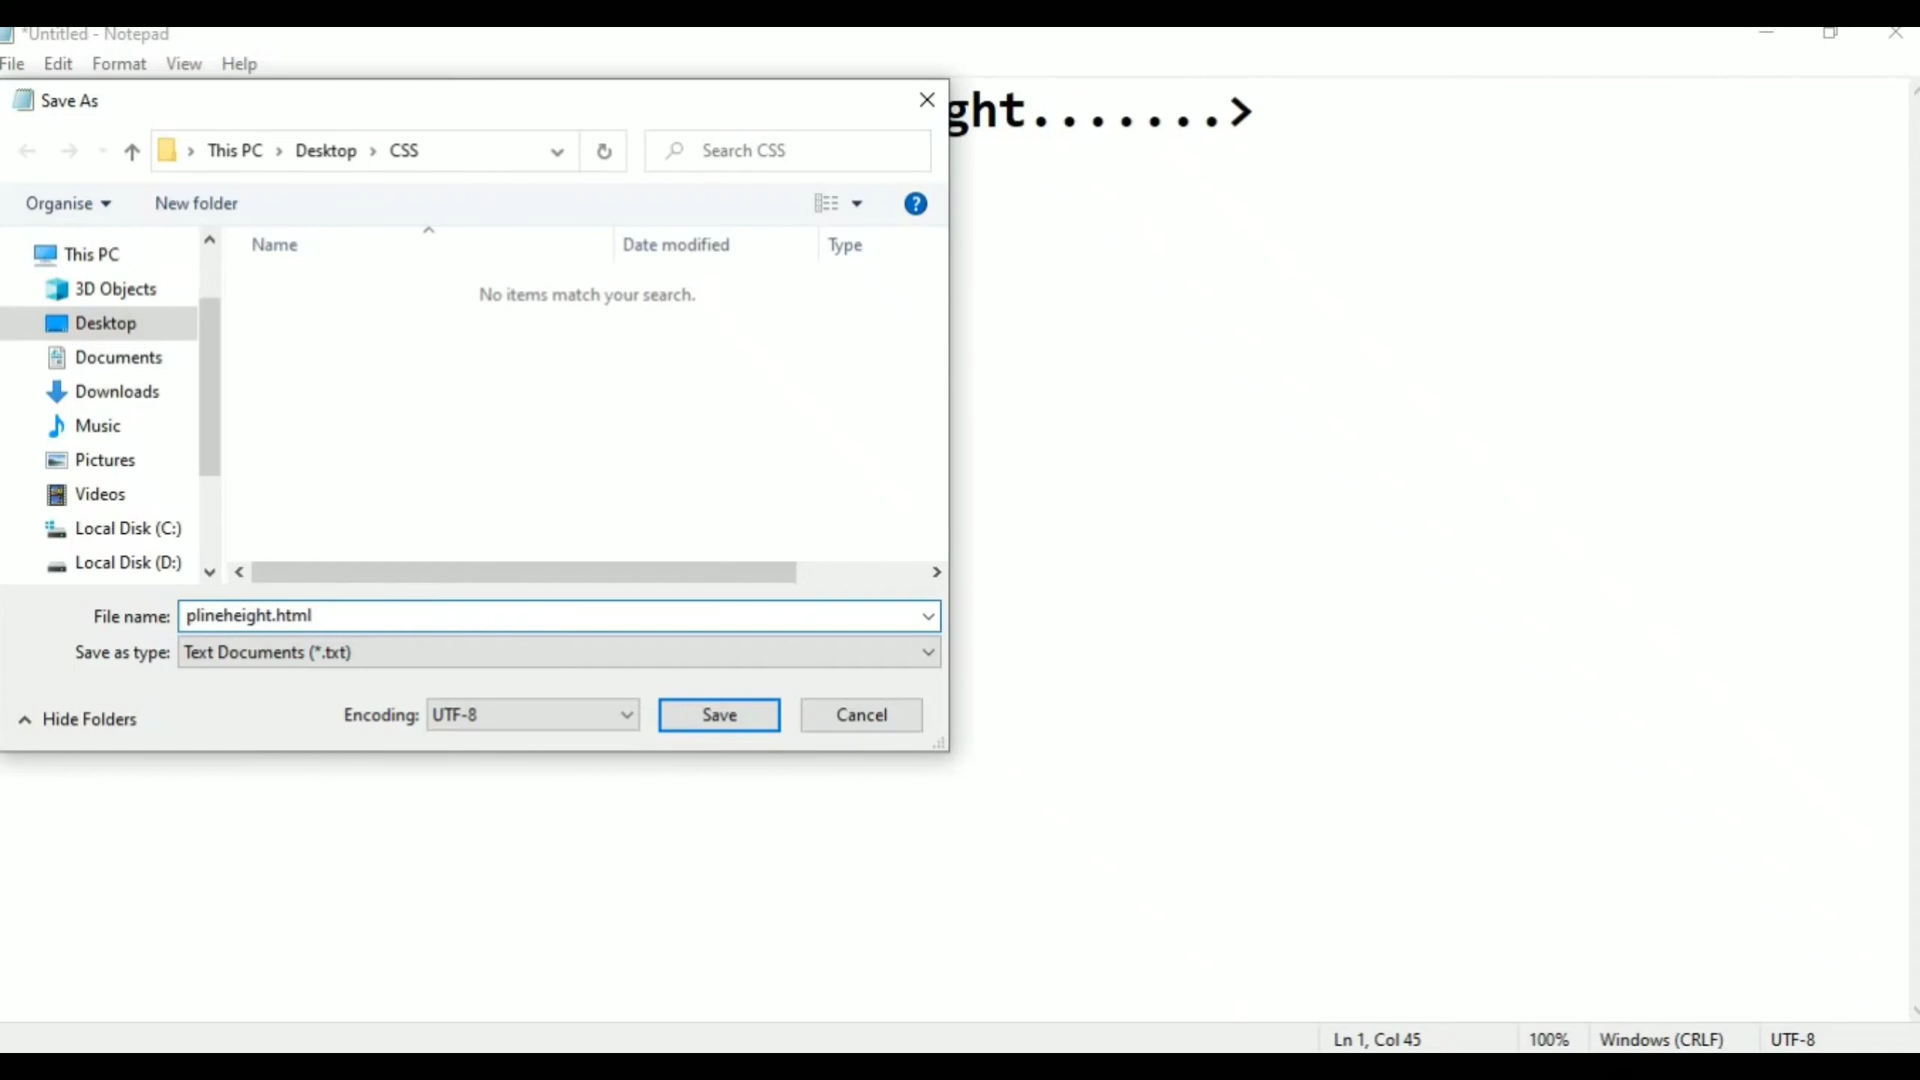 *Untitled - Notepad
File Edit Format View Help
Save As
ght.......>
This PC > Desktop > CSS
Search CSS
Organise New folder
?
Name Date modified Type
No items match your search.
This PC
3D Objects
Desktop
Documents
Downloads
Music
Pictures
Videos
Local Disk (C:)
Local Disk (D:)
File name: plineheight.html
Save as type: Text Documents (*.txt)
Hide Folders Encoding: UTF-8 Save Cancel
Ln 1, Col 45 100% Windows (CRLF) UTF-8